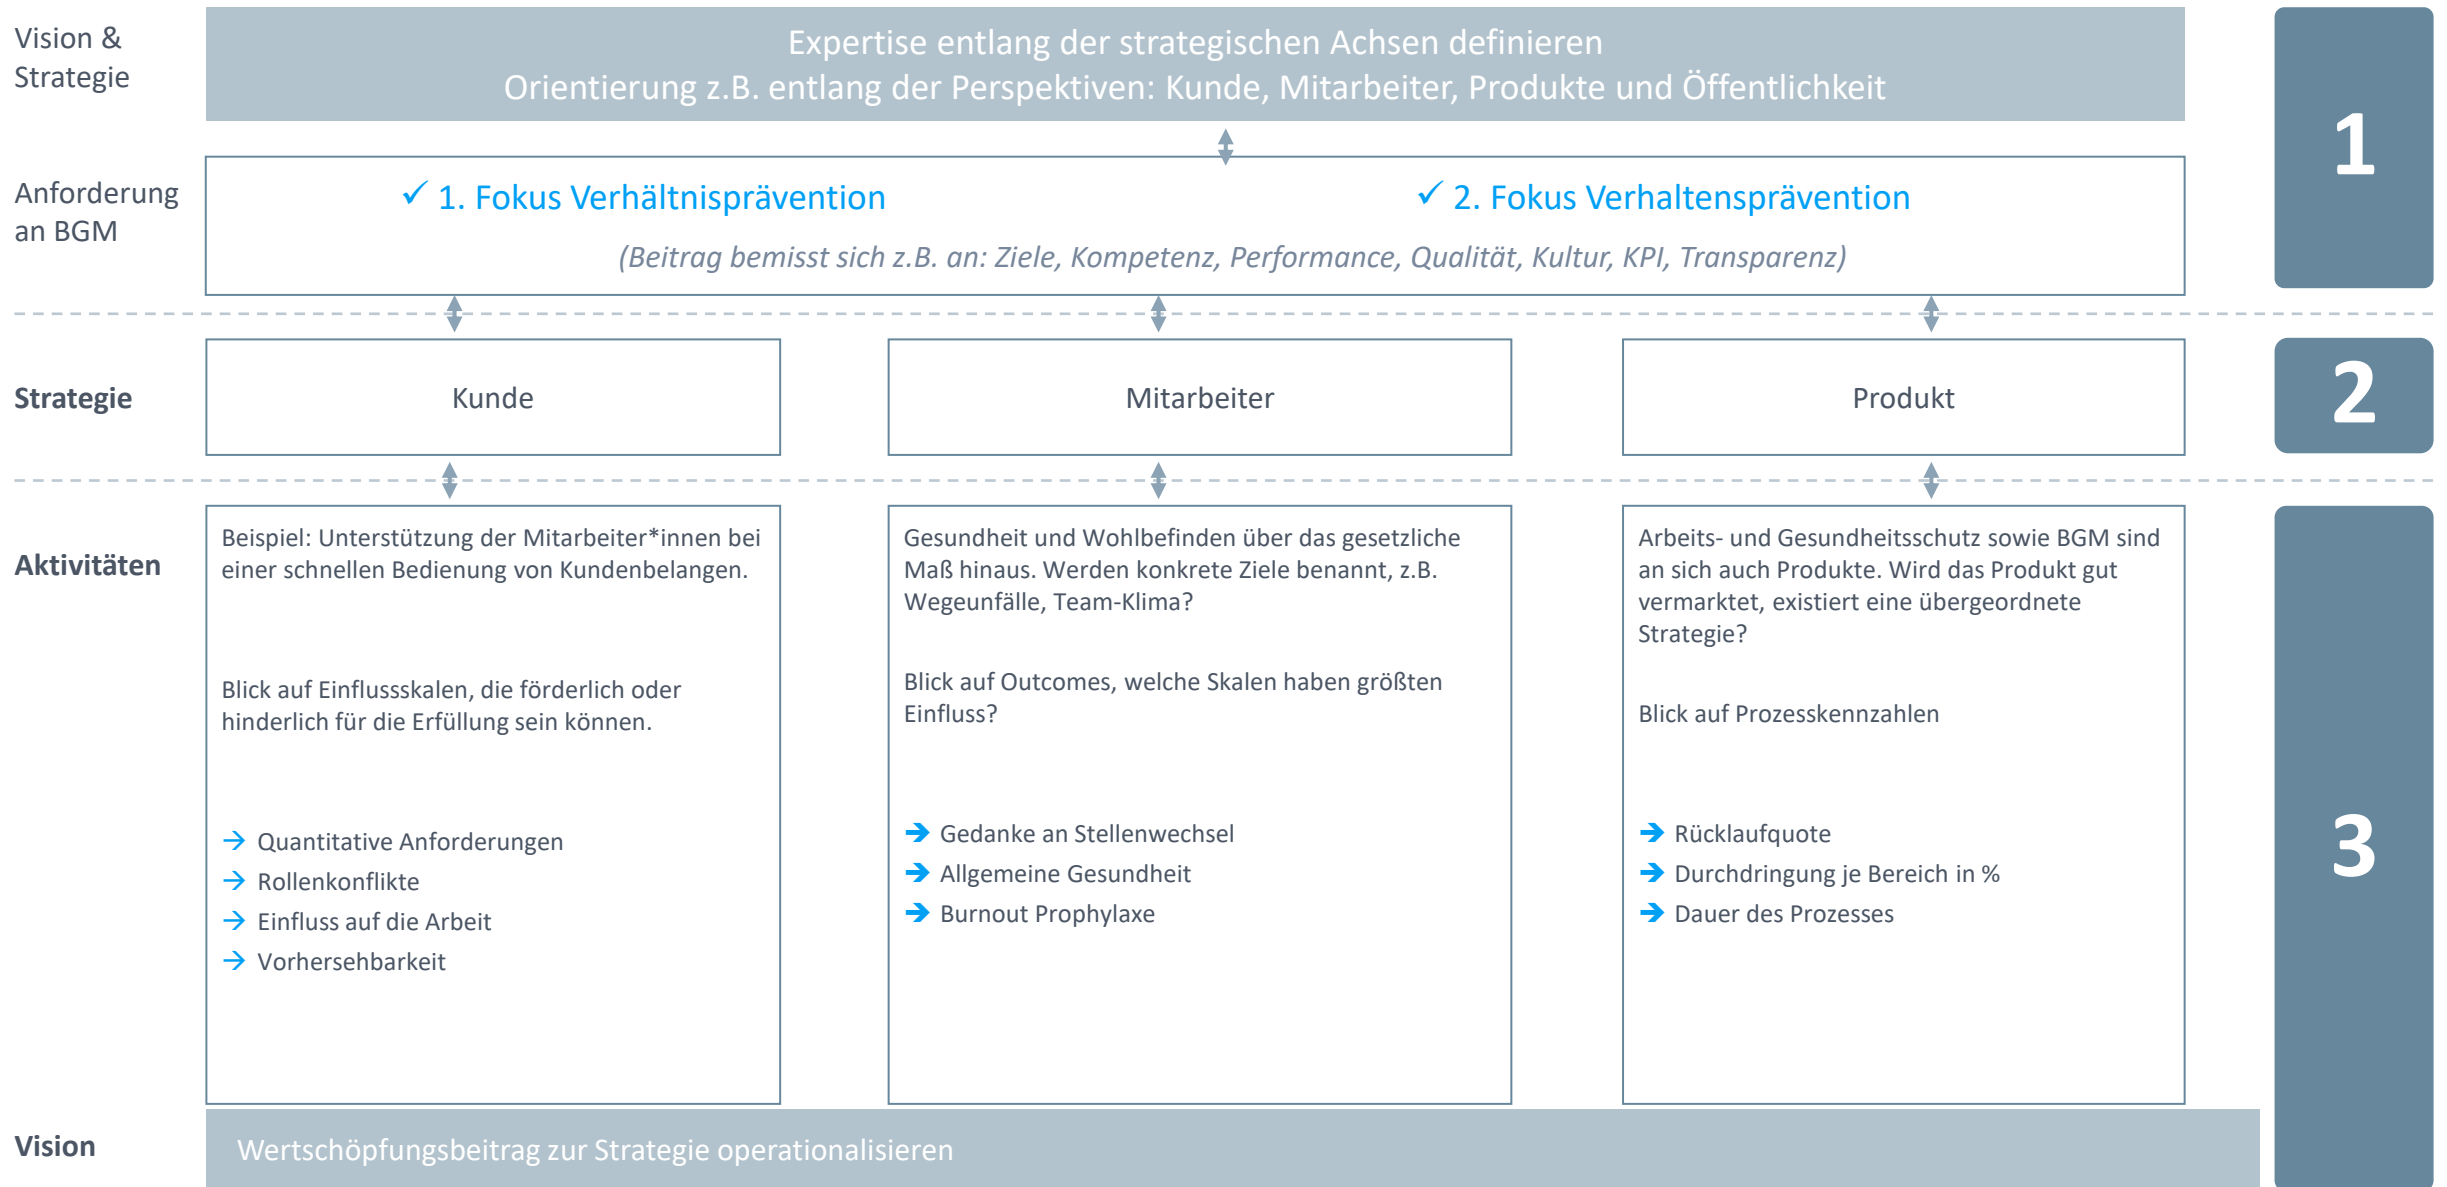 Vision &
Strategie
Expertise entlang der strategischen Achsen definieren
Orientierung z.B. entlang der Perspektiven: Kunde, Mitarbeiter, Produkte und Öffentlichkeit
1
Anforderung
an BGM
✓ 1. Fokus Verhältnisprävention
✓ 2. Fokus Verhaltensprävention
(Beitrag bemisst sich z.B. an: Ziele, Kompetenz, Performance, Qualität, Kultur, KPI, Transparenz)
Strategie
Kunde
Mitarbeiter
Produkt
2
Aktivitäten
Beispiel: Unterstützung der Mitarbeiter*innen bei
einer schnellen Bedienung von Kundenbelangen.
Blick auf Einflussskalen, die förderlich oder
hinderlich für die Erfüllung sein können.
→ Quantitative Anforderungen
→ Rollenkonflikte
→ Einfluss auf die Arbeit
→ Vorhersehbarkeit
Gesundheit und Wohlbefinden über das gesetzliche
Maß hinaus. Werden konkrete Ziele benannt, z.B.
Wegeunfälle, Team-Klima?
Blick auf Outcomes, welche Skalen haben größten
Einfluss?
➔ Gedanke an Stellenwechsel
➔ Allgemeine Gesundheit
➔ Burnout Prophylaxe
Arbeits- und Gesundheitsschutz sowie BGM sind
an sich auch Produkte. Wird das Produkt gut
vermarktet, existiert eine übergeordnete
Strategie?
Blick auf Prozesskennzahlen
➔ Rücklaufquote
➔ Durchdringung je Bereich in %
➔ Dauer des Prozesses
3
Vision
Wertschöpfungsbeitrag zur Strategie operationalisieren